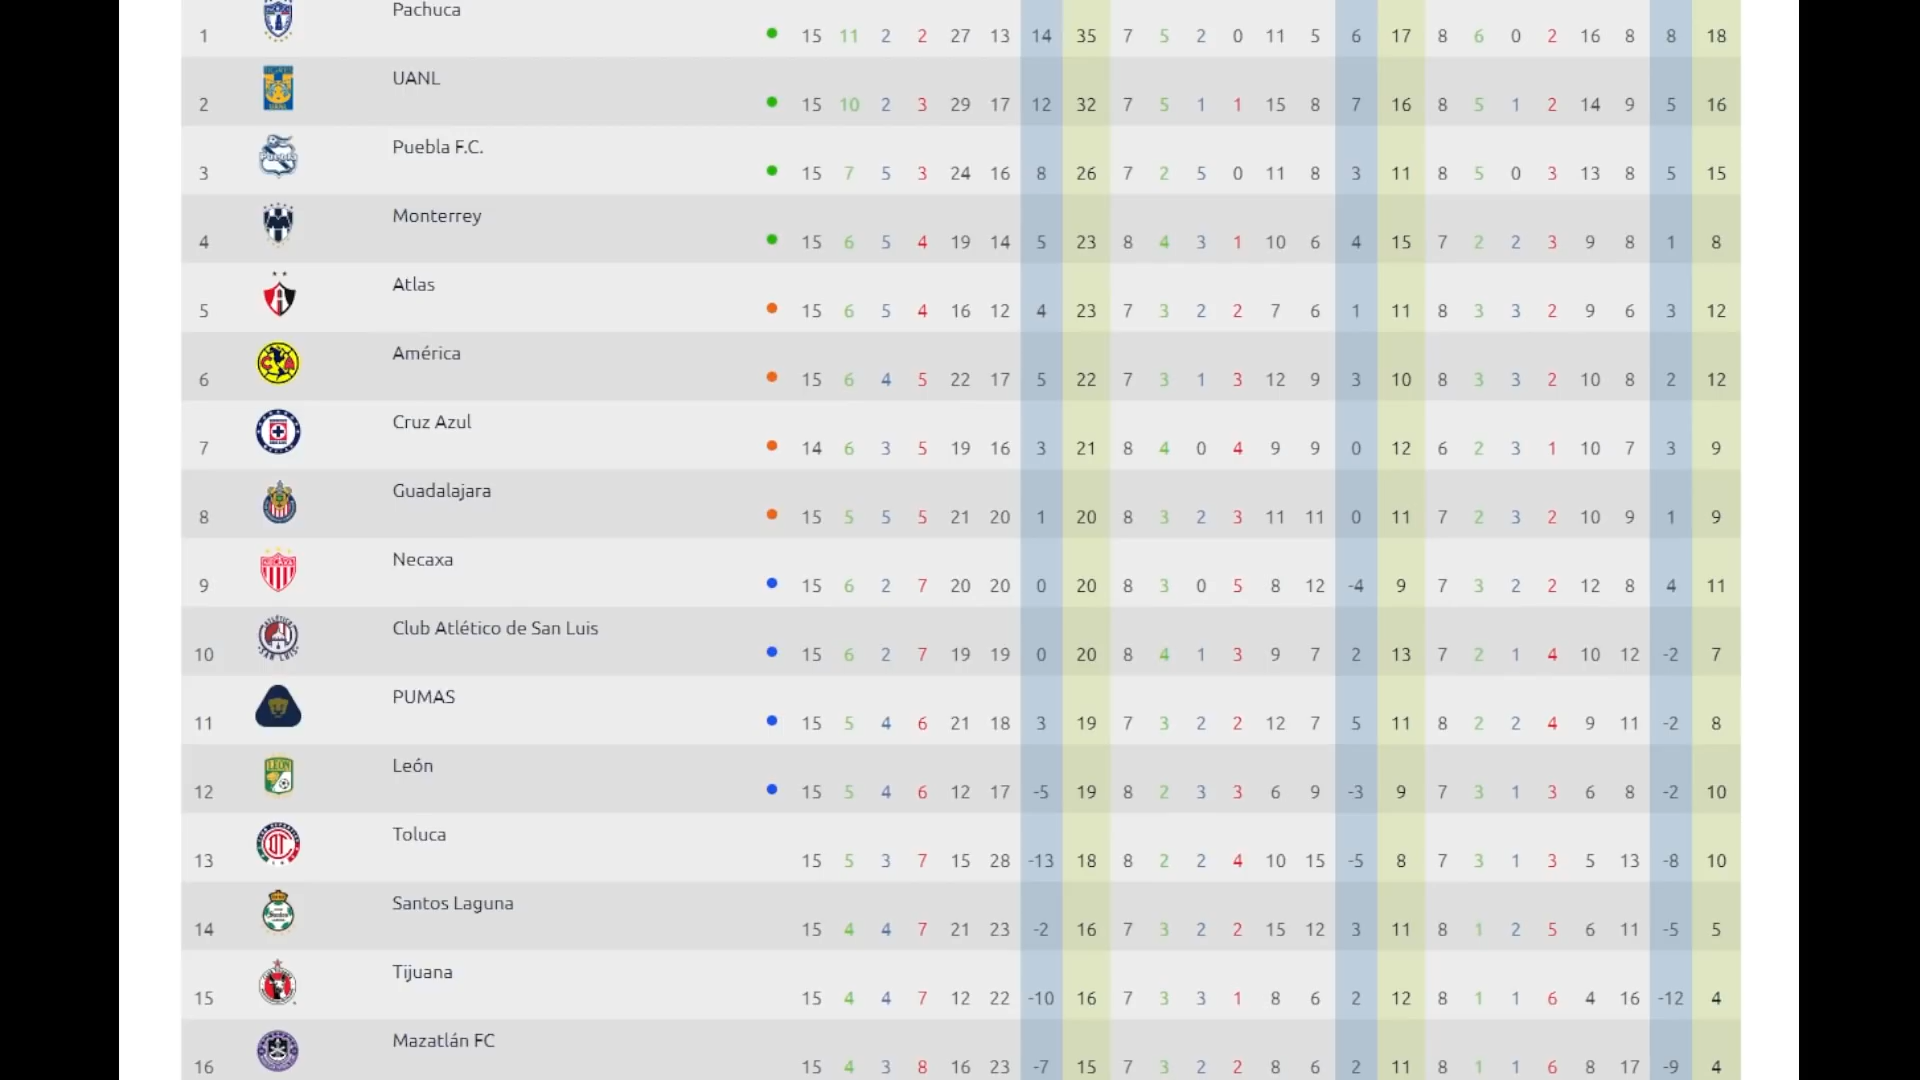 Pachuca
1 15 11 2 2 27 13 14 35 7 5 2 0 11 5 6 17 8 6 0 2 16 8 8 18
UANL
2 15 10 2 3 29 17 12 32 7 5 1 1 15 8 7 16 8 5 1 2 14 9 5 16
Puebla F.C.
3 15 7 5 3 24 16 8 26 7 2 5 0 11 8 3 11 8 5 0 3 13 8 5 15
Monterrey
4 15 6 5 4 19 14 5 23 8 4 3 1 10 6 4 15 7 2 2 3 9 8 1 8
Atlas
5 15 6 5 4 16 12 4 23 7 3 2 2 7 6 1 11 8 3 3 2 9 6 3 12
América
6 15 6 4 5 22 17 5 22 7 3 1 3 12 9 3 10 8 3 3 2 10 8 2 12
Cruz Azul
7 14 6 3 5 19 16 3 21 8 4 0 4 9 9 0 12 6 2 3 1 10 7 3 9
Guadalajara
8 15 5 5 5 21 20 1 20 8 3 2 3 11 11 0 11 7 2 3 2 10 9 1 9
Necaxa
9 15 6 2 7 20 20 0 20 8 3 0 5 8 12 -4 9 7 3 2 2 12 8 4 11
Club Atlético de San Luis
10 15 6 2 7 19 19 0 20 8 4 1 3 9 7 2 13 7 2 1 4 10 12 -2 7
PUMAS
11 15 5 4 6 21 18 3 19 7 3 2 2 12 7 5 11 8 2 2 4 9 11 -2 8
León
12 15 5 4 6 12 17 -5 19 8 2 3 3 6 9 -3 9 7 3 1 3 6 8 -2 10
Toluca
13 15 5 3 7 15 28 -13 18 8 2 2 4 10 15 -5 8 7 3 1 3 5 13 -8 10
Santos Laguna
14 15 4 4 7 21 23 -2 16 7 3 2 2 15 12 3 11 8 1 2 5 6 11 -5 5
Tijuana
15 15 4 4 7 12 22 -10 16 7 3 3 1 8 6 2 12 8 1 1 6 4 16 -12 4
Mazatlán FC
16 15 4 3 8 16 23 -7 15 7 3 2 2 8 6 2 11 8 1 1 6 8 17 -9 4